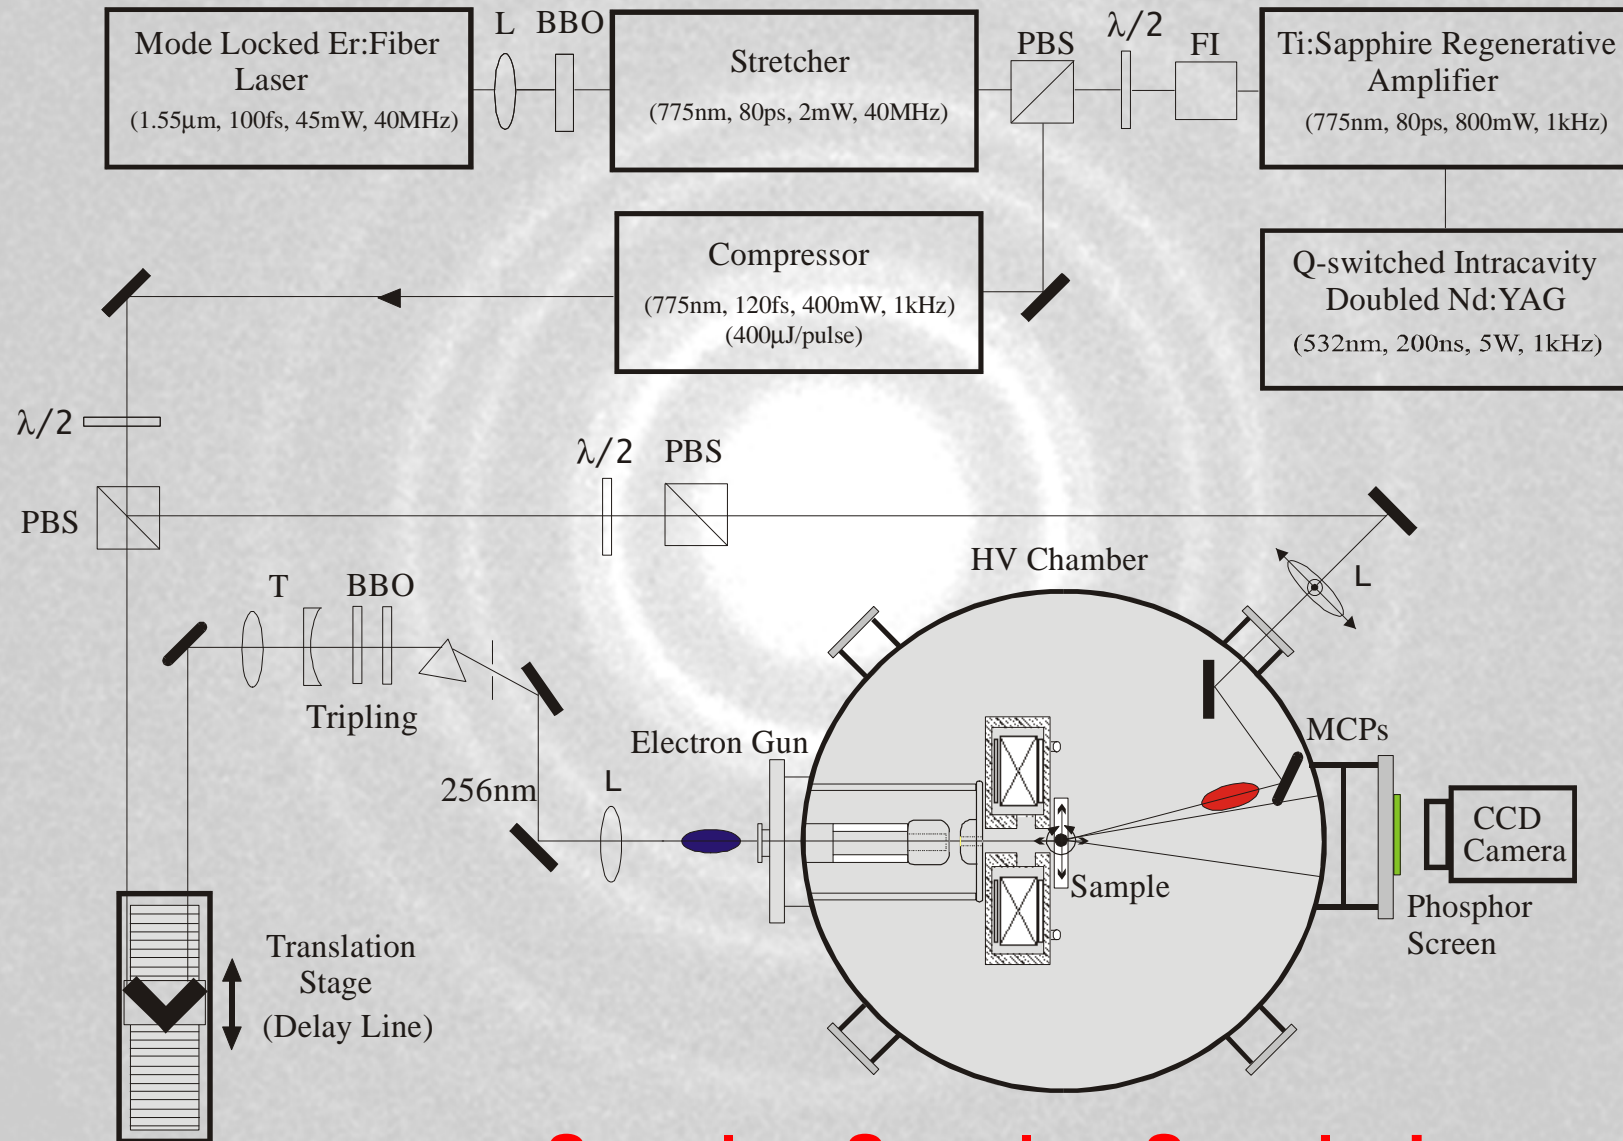 Mode Locked Er:Fiber
Laser
(1.55μm, 100fs, 45mW, 40MHz)
L
BBO
Stretcher
(775nm, 80ps, 2mW, 40MHz)
PBS
λ/2
FI
Ti:Sapphire Regenerative
Amplifier
(775nm, 80ps, 800mW, 1kHz)
Compressor
(775nm, 120fs, 400mW, 1kHz)
(400μJ/pulse)
Q-switched Intracavity
Doubled Nd:YAG
(532nm, 200ns, 5W, 1kHz)
λ/2
PBS
λ/2
PBS
HV Chamber
L
T
BBO
Tripling
256nm
L
Electron Gun
MCPs
Sample
CCD
Camera
Phosphor
Screen
Translation
Stage
(Delay Line)